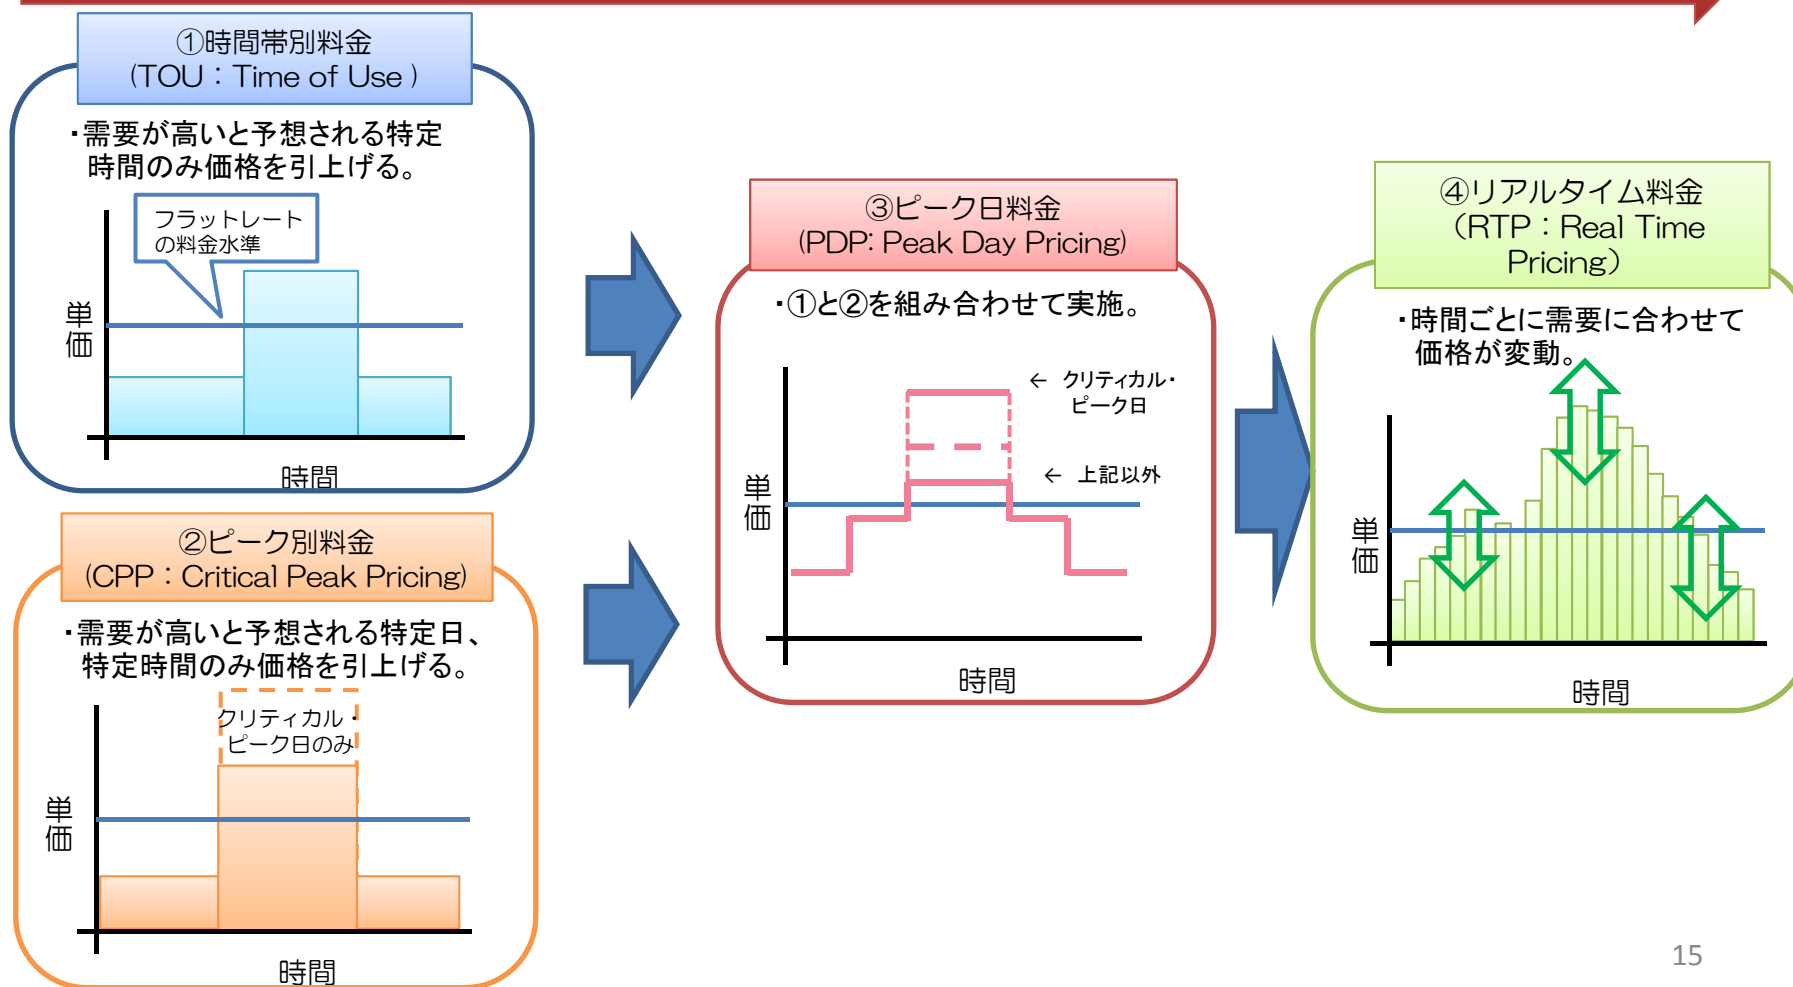 ①時間帯別料金
(TOU：Time of Use )
・需要が高いと予想される特定
時間のみ価格を引上げる。
フラットレート
の料金水準
単価
時間
②ピーク別料金
(CPP：Critical Peak Pricing)
・需要が高いと予想される特定日、
特定時間のみ価格を引上げる。
クリティカル・
ピーク日のみ
単価
時間
③ピーク日料金
(PDP: Peak Day Pricing)
・①と②を組み合わせて実施。
← クリティカル・
ピーク日
← 上記以外
単価
時間
④リアルタイム料金
（RTP：Real Time
Pricing）
・時間ごとに需要に合わせて
価格が変動。
単価
時間
15